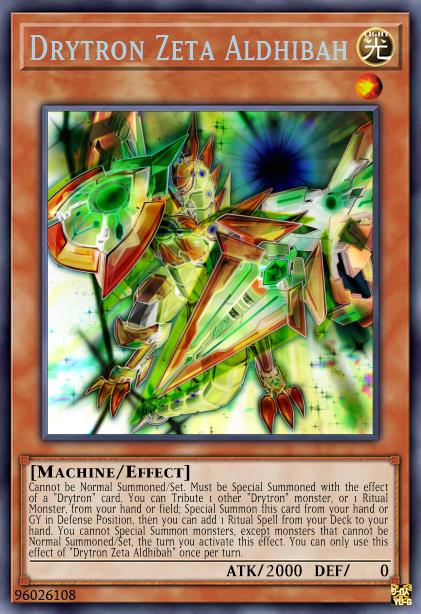 DRYTRON ZETA ALDHIBAH
LIGHT
光
[MACHINE/EFFECT]
Cannot be Normal Summoned/Set. Must be Special Summoned with the effect
of a "Drytron" card. You can Tribute 1 other "Drytron" monster, or 1 Ritual
Monster, from your hand or field; Special Summon this card from your hand or
GY in Defense Position, then you can add 1 Ritual Spell from your Deck to your
hand. You cannot Special Summon monsters, except monsters that cannot be
Normal Summoned/Set, the turn you activate this effect. You can only use this
effect of "Drytron Zeta Aldhibah" once per turn.
ATK/2000 DEF/ 0
96026108